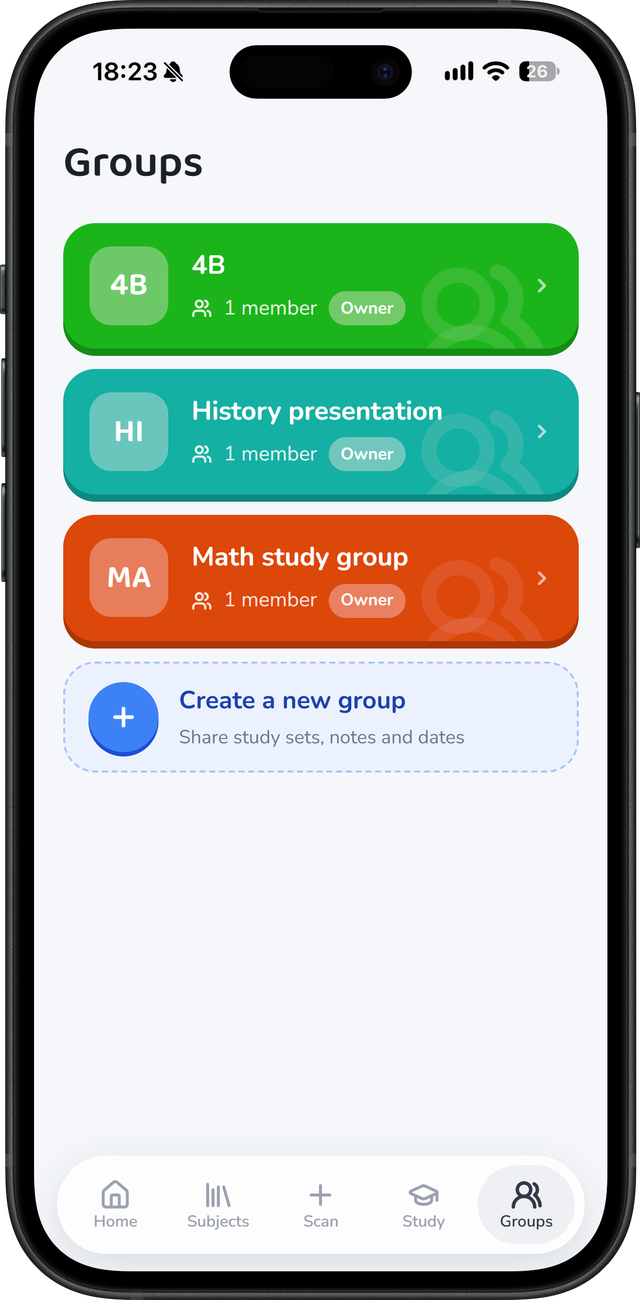 18:23
26
Groups
4B
4B
1 member
Owner
HI
History presentation
1 member
Owner
MA
Math study group
1 member
Owner
+
Create a new group
Share study sets, notes and dates
Home
Subjects
Scan
Study
Groups